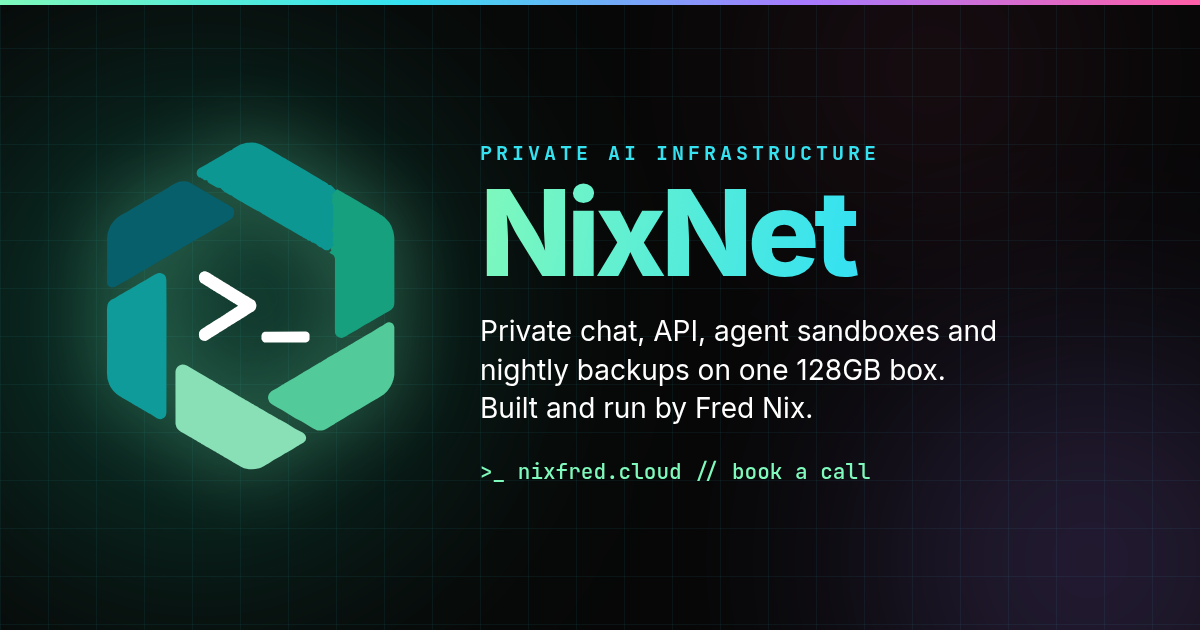 PRIVATE AI INFRASTRUCTURE
NixNet
>_
Private chat, API, agent sandboxes and
nightly backups on one 128GB box.
Built and run by Fred Nix.
>_ nixfred.cloud // book a call